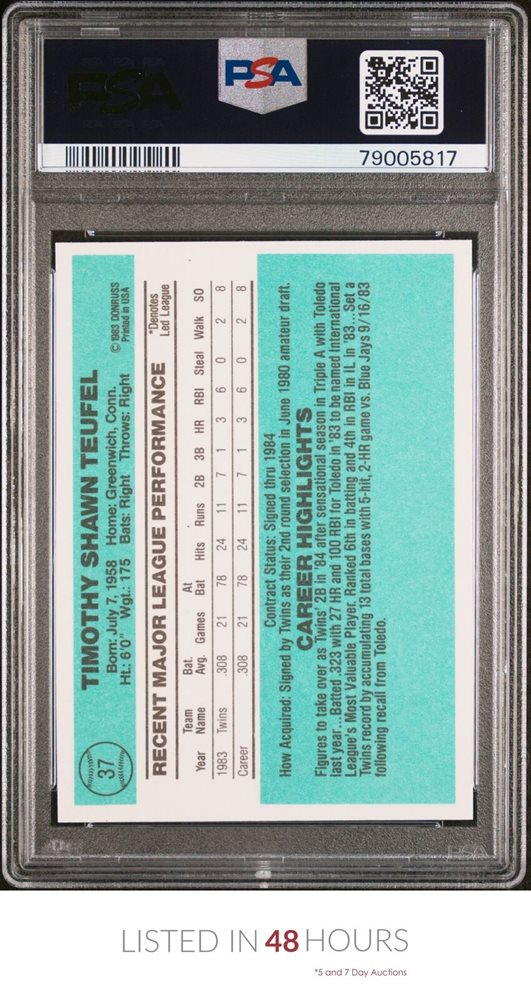 PSA
PSA
79005817
37
TIMOTHY SHAWN TEUFEL
© 1983 DONRUSS
Printed in USA
Born: July 7, 1958 Home: Greenwich, Conn.
Ht.: 6'0" Wgt.: 175 Bats: Right Throws: Right
RECENT MAJOR LEAGUE PERFORMANCE
*Denotes
Led League
Team Bat. At
Year Name Avg. Games Bat Hits Runs 2B 3B HR RBI Steal Walk SO
1983 Twins .308 21 78 24 11 7 1 3 6 0 2 8
Career .308 21 78 24 11 7 1 3 6 0 2 8
Contract Status: Signed thru 1984
How Acquired: Signed by Twins as their 2nd round selection in June 1980 amateur draft.
CAREER HIGHLIGHTS
Figures to take over as Twins' 2B in '84 after sensational season in Triple A with Toledo
last year...Batted .323 with 27 HR and 100 RBI for Toledo in '83 to be named International
League's Most Valuable Player. Ranked 6th in batting and 4th in RBI in IL in '83...Set a
Twins record by accumulating 13 total bases with 5-hit, 2-HR game vs. Blue Jays 9/16/83
following recall from Toledo.
PSA
LISTED IN 48 HOURS
*5 and 7 Day Auctions